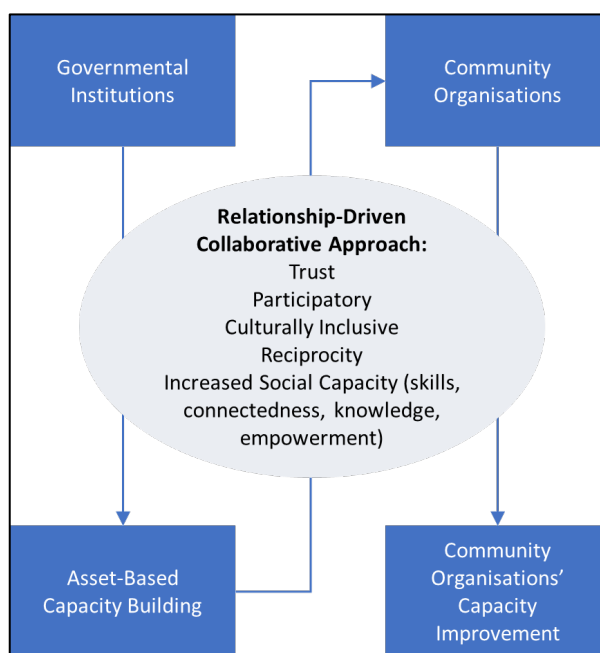 Governmental
Institutions
Community
Organisations
Relationship-Driven
Collaborative Approach:
Trust
Participatory
Culturally Inclusive
Reciprocity
Increased Social Capacity (skills,
connectedness, knowledge,
empowerment)
Asset-Based
Capacity Building
Community
Organisations’
Capacity
Improvement